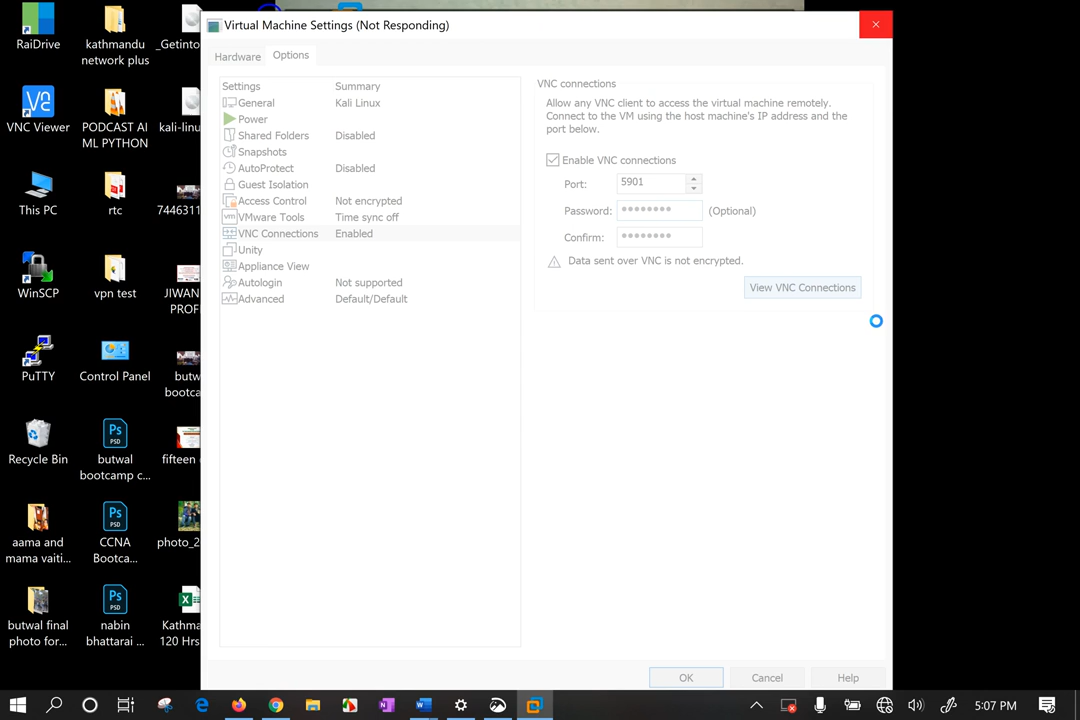 Virtual Machine Settings (Not Responding)
Hardware
Options
Settings
Summary
General
Kali Linux
Power
Shared Folders
Disabled
Snapshots
AutoProtect
Disabled
Guest Isolation
Access Control
Not encrypted
VMware Tools
Time sync off
VNC Connections
Enabled
Unity
Appliance View
Autologin
Not supported
Advanced
Default/Default
VNC connections
Allow any VNC client to access the virtual machine remotely.
Connect to the VM using the host machine's IP address and the
port below.
Enable VNC connections
Port:
5901
Password:
(Optional)
Confirm:
Data sent over VNC is not encrypted.
View VNC Connections
OK
Cancel
Help
RaiDrive
kathmandu
network plus
_Getinto
VNC Viewer
PODCAST AI
ML PYTHON
kali-linu
This PC
rtc
7446311
WinSCP
vpn test
JIWAN
PROF
PuTTY
Control Panel
butw
bootca
Recycle Bin
butwal
bootcamp c...
fifteen
aama and
mama vaiti...
CCNA
Bootca...
photo_2
butwal final
photo for...
nabin
bhattarai ...
Kathm
120 Hrs
5:07 PM